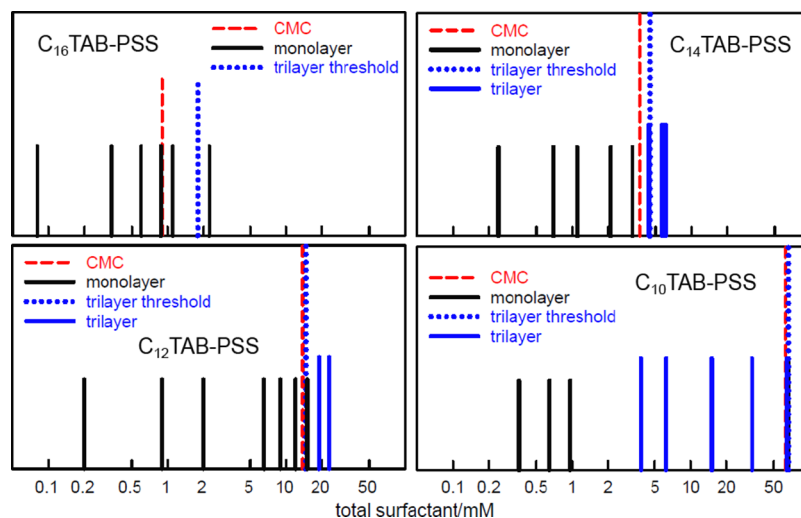 C₁₆TAB-PSS
CMC
monolayer
trilayer threshold
CMC
monolayer
trilayer threshold
trilayer
C₁₄TAB-PSS
CMC
monolayer
trilayer threshold
trilayer
C₁₂TAB-PSS
CMC
monolayer
trilayer threshold
trilayer
C₁₀TAB-PSS
0.1 0.2 0.5 1 2 5 10 20 50
0.1 0.2 0.5 1 5 10 20 50
total surfactant/mM